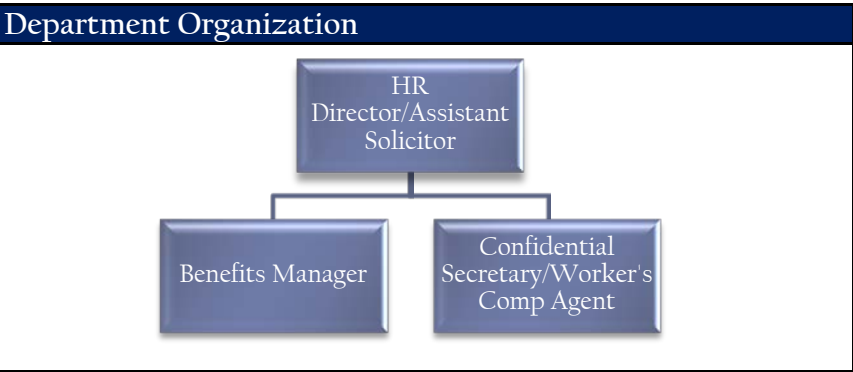 Department Organization
HR
Director/Assistant
Solicitor
Benefits Manager
Confidential
Secretary/Worker's
Comp Agent